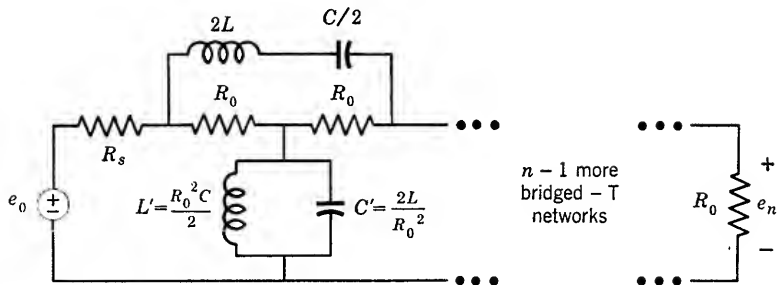 2L
C/2
R₀
R₀
Rₛ
e₀
+
−
L′=R₀²C/2
C′=2L/R₀²
n − 1 more
bridged − T
networks
R₀
+
eₙ
−